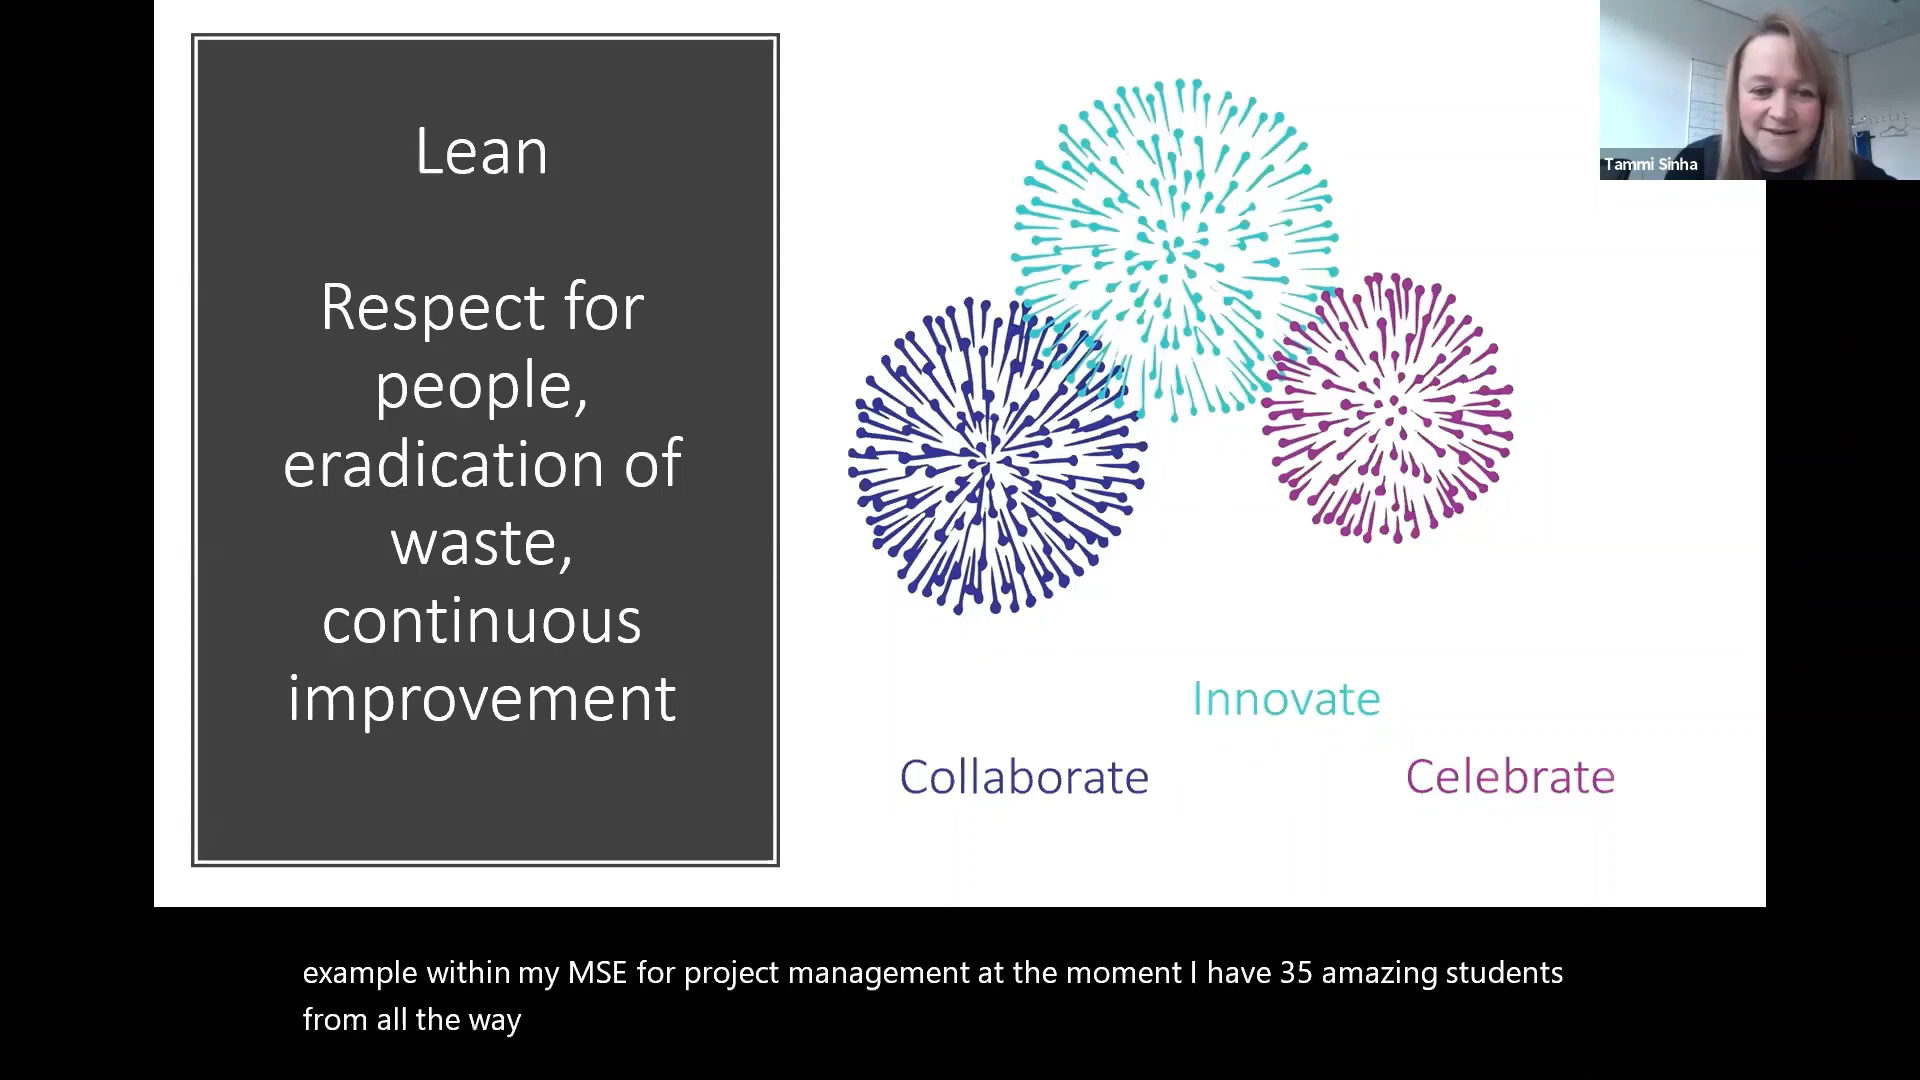 Lean
Respect for
people,
eradication of
waste,
continuous
improvement
Innovate
Collaborate
Celebrate
Tammi Sinha
example within my MSE for project management at the moment I have 35 amazing students
from all the way